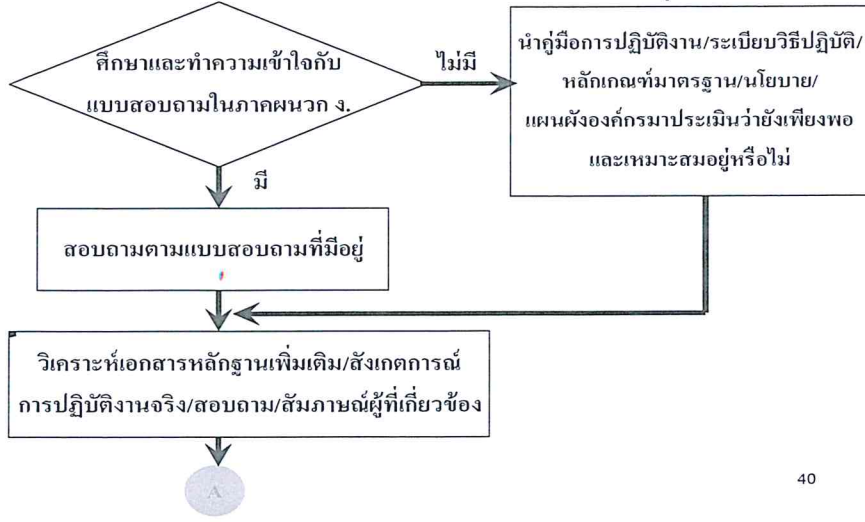 ศึกษาและทำความเข้าใจกับ
แบบสอบถามในภาคผนวก ง.
ไม่มี
นำคู่มือการปฏิบัติงาน/ระเบียบวิธีปฏิบัติ/
หลักเกณฑ์มาตรฐาน/นโยบาย/
แผนผังองค์กรมาประเมินว่ายังเพียงพอ
และเหมาะสมอยู่หรือไม่
มี
สอบถามตามแบบสอบถามที่มีอยู่
วิเคราะห์เอกสารหลักฐานเพิ่มเติม/สังเกตการณ์
การปฏิบัติงานจริง/สอบถาม/สัมภาษณ์ผู้ที่เกี่ยวข้อง
A
40